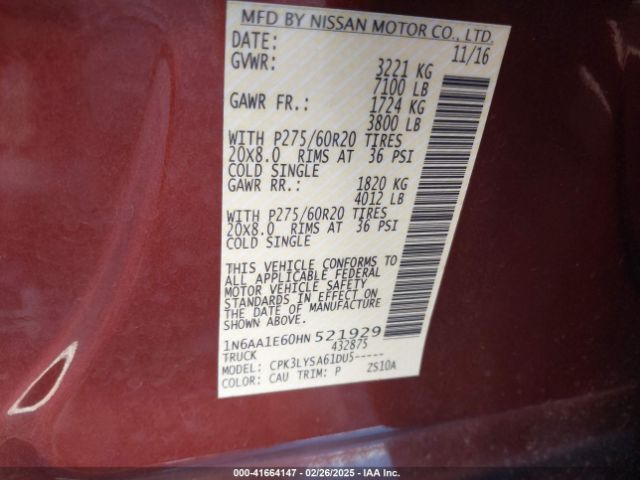 MFD BY NISSAN MOTOR CO., LTD.
DATE: 11/16
GVWR: 3221 KG
7100 LB
GAWR FR.: 1724 KG
3800 LB
WITH P275/60R20 TIRES
20X8.0 RIMS AT 36 PSI
COLD SINGLE
GAWR RR.: 1820 KG
4012 LB
WITH P275/60R20 TIRES
20X8.0 RIMS AT 36 PSI
COLD SINGLE
THIS VEHICLE CONFORMS TO
ALL APPLICABLE FEDERAL
MOTOR VEHICLE SAFETY
STANDARDS IN EFFECT ON
THE DATE OF MANUFACTURE
SHOWN ABOVE.
1N6AA1E60HN521929
TRUCK 432875
MODEL: CPK3LYSA61DU5-----
COLOR: CAU TRIM: P ZS10A
000-41664147 • 02/26/2025 • IAA Inc.